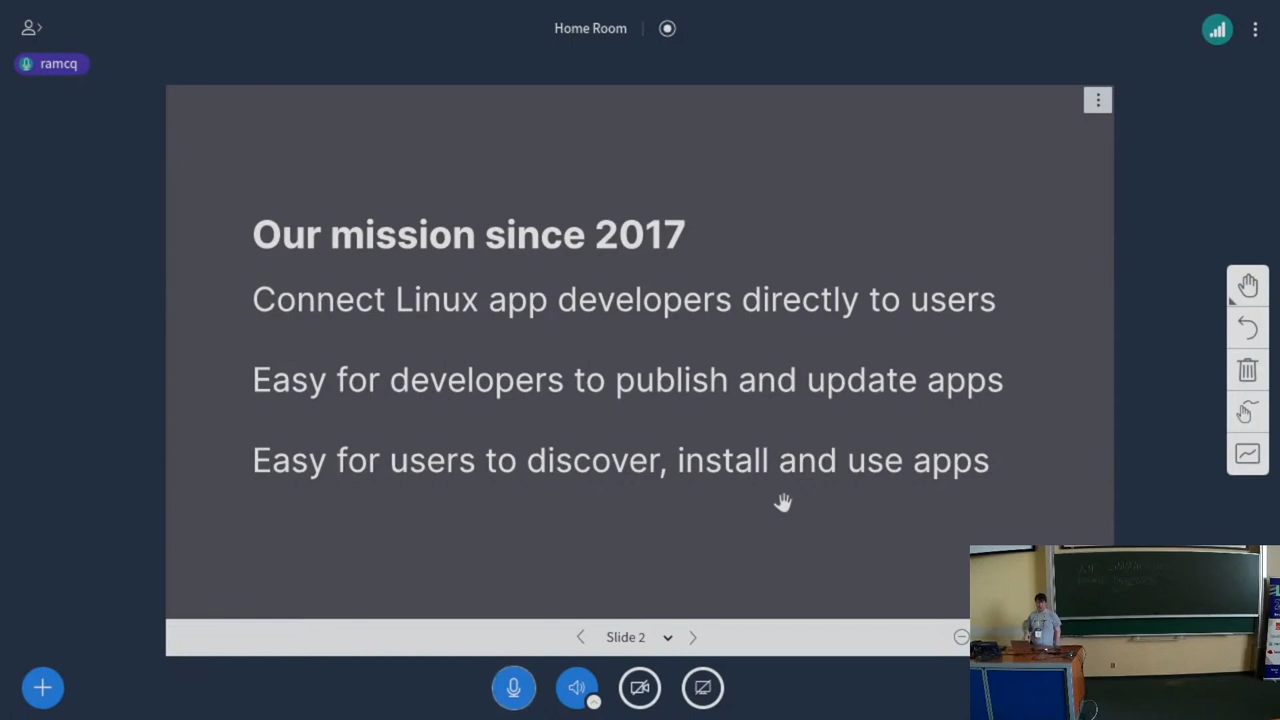 Home Room
ramcq
Our mission since 2017
Connect Linux app developers directly to users
Easy for developers to publish and update apps
Easy for users to discover, install and use apps
Slide 2